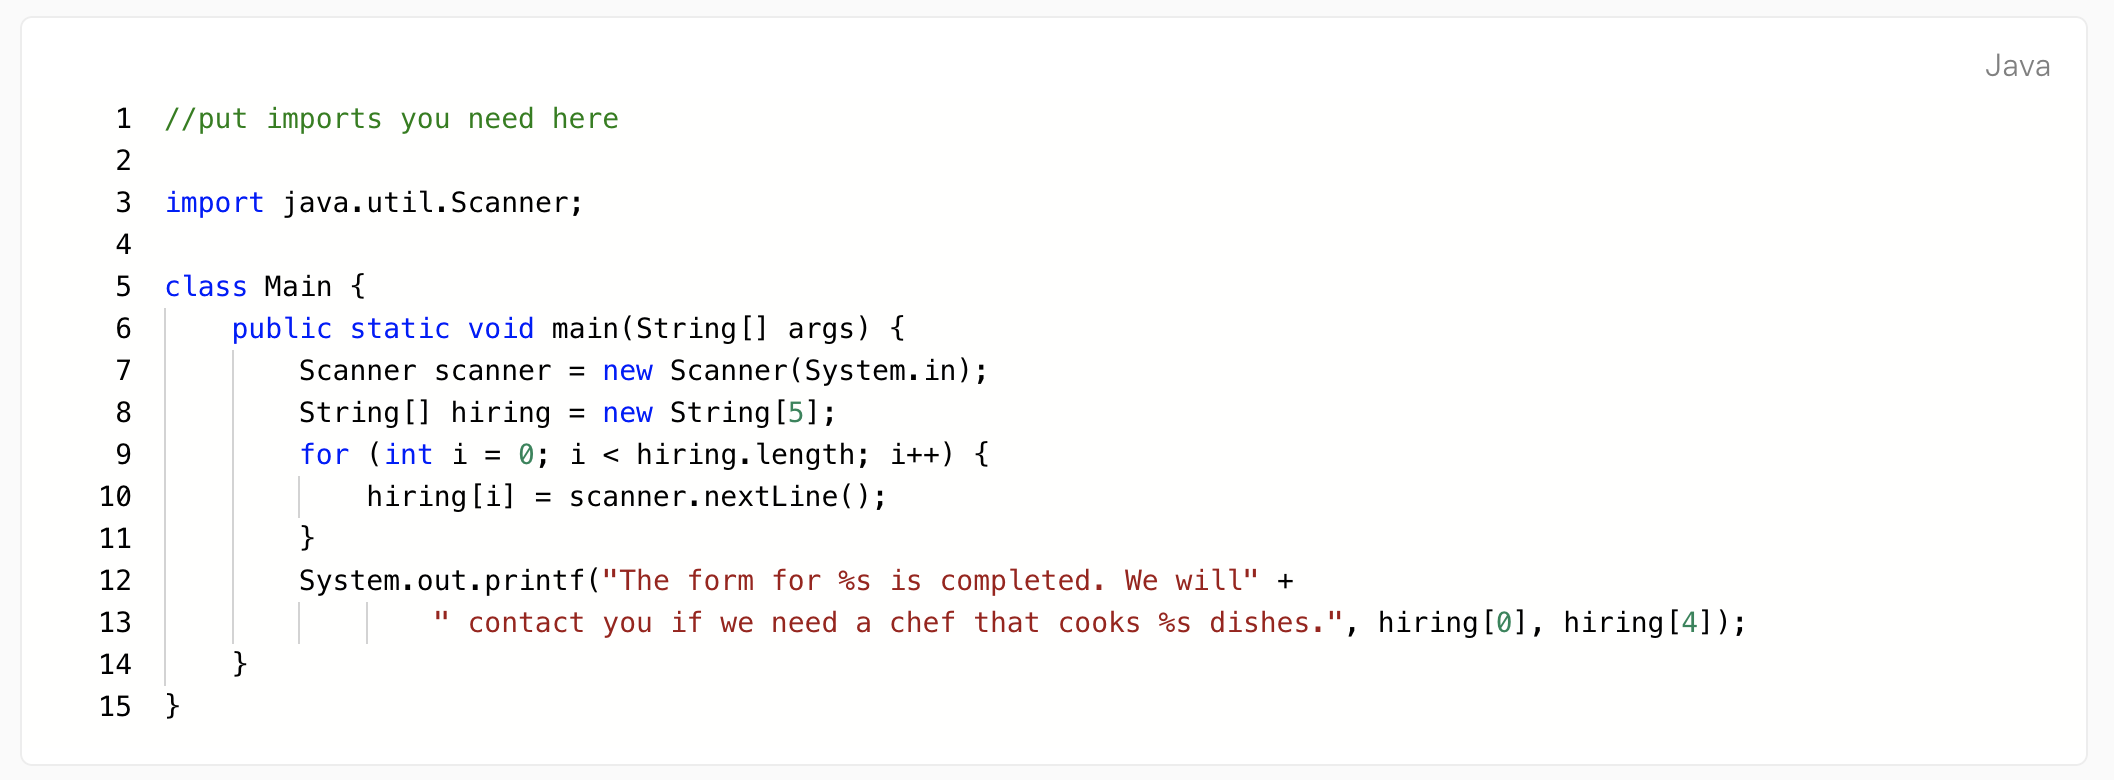 Java
1 //put imports you need here
2
3 import java.util.Scanner;
4
5 class Main {
6     public static void main(String[] args) {
7         Scanner scanner = new Scanner(System.in);
8         String[] hiring = new String[5];
9         for (int i = 0; i < hiring.length; i++) {
10             hiring[i] = scanner.nextLine();
11         }
12         System.out.printf("The form for %s is completed. We will" +
13                 " contact you if we need a chef that cooks %s dishes.", hiring[0], hiring[4]);
14     }
15 }